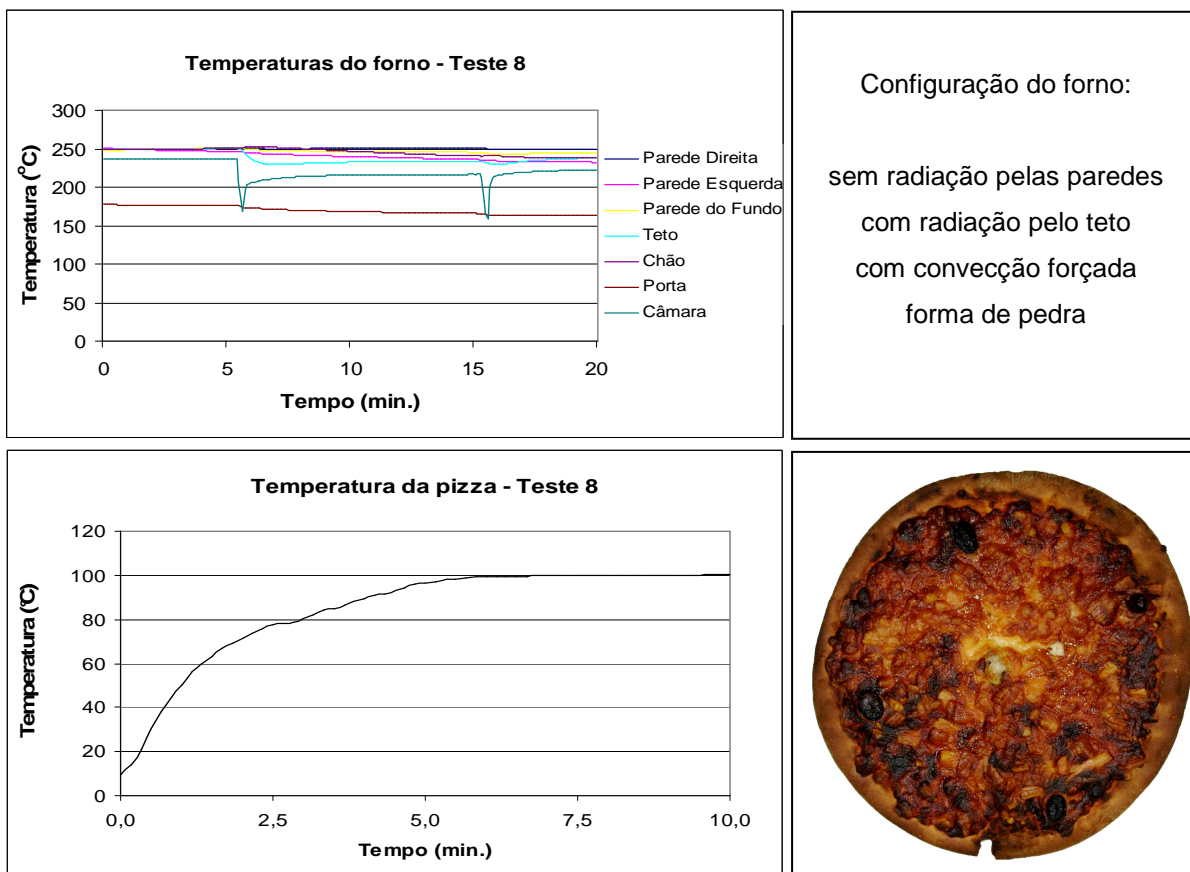 Temperaturas do forno - Teste 8
300
250
200
150
100
50
0
Temperatura (°C)
0
5
10
15
20
Tempo (min.)
Parede Direita
Parede Esquerda
Parede do Fundo
Teto
Chão
Porta
Câmara
Configuração do forno:
sem radiação pelas paredes
com radiação pelo teto
com convecção forçada
forma de pedra
Temperatura da pizza - Teste 8
120
100
80
60
40
20
0
Temperatura (°C)
0,0
2,5
5,0
7,5
10,0
Tempo (min.)